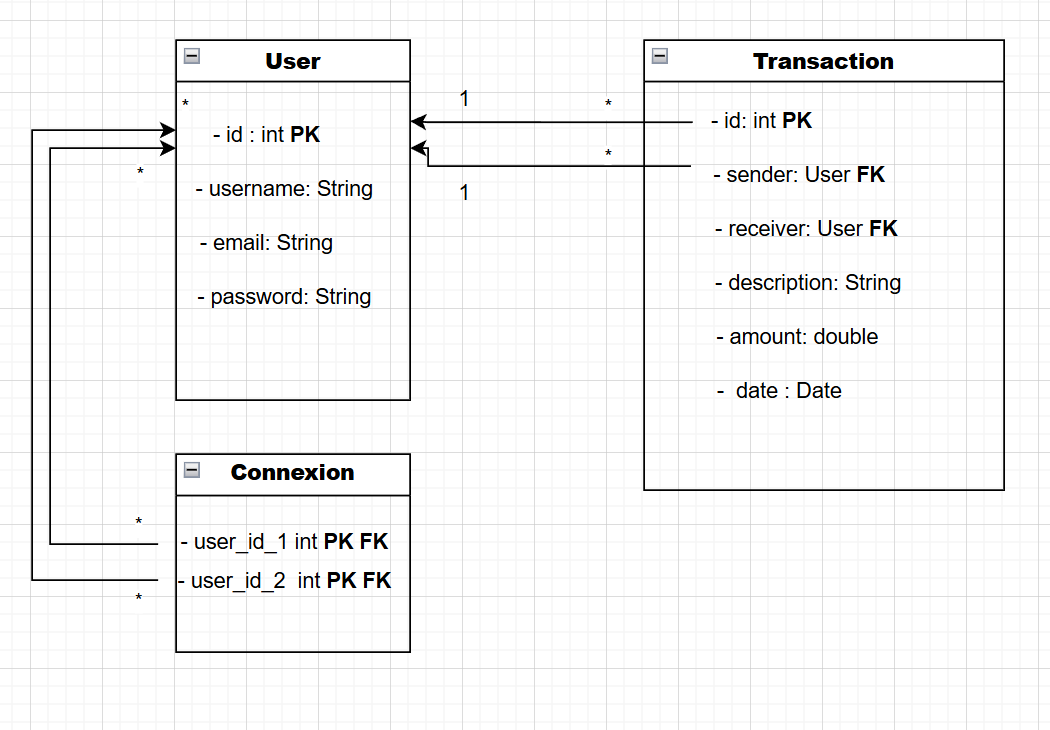 User
*
- id : int PK
- username: String
- email: String
- password: String
*
1
*
*
1
Transaction
- id: int PK
- sender: User FK
- receiver: User FK
- description: String
- amount: double
- date : Date
Connexion
*
- user_id_1 int PK FK
- user_id_2 int PK FK
*